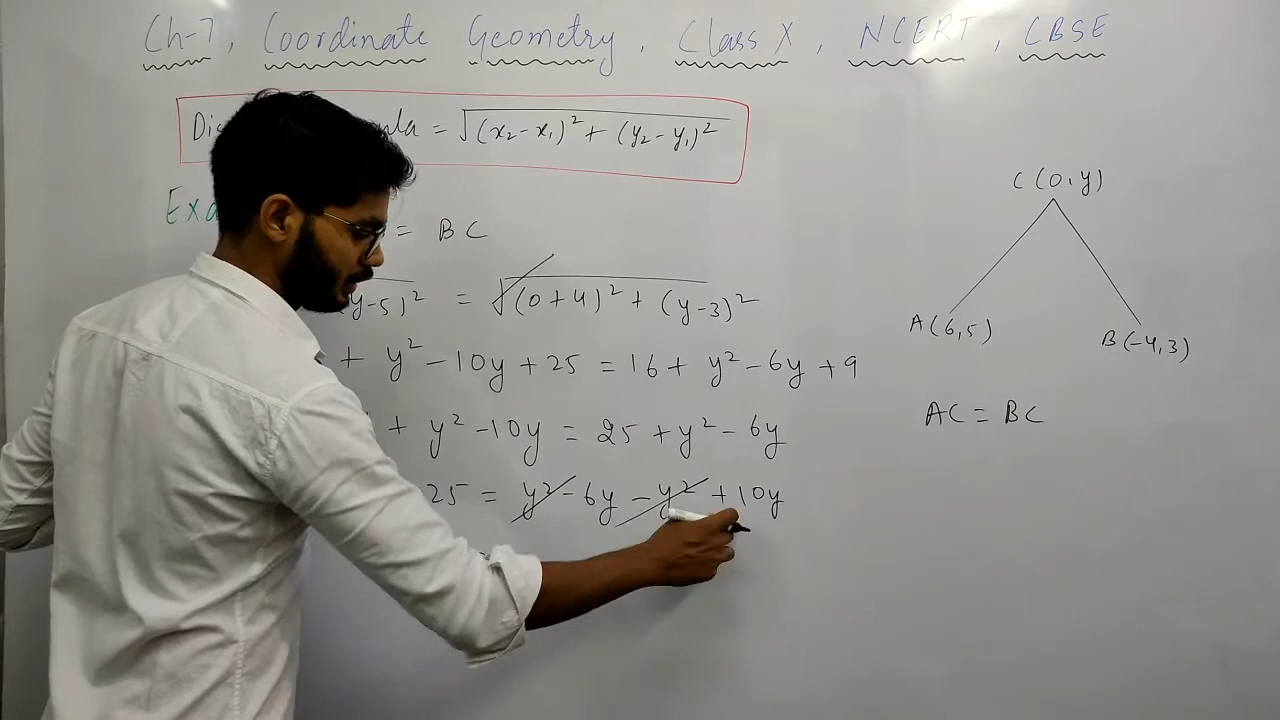 Ch-7, Coordinate Geometry, Class X, NCERT, CBSE
= √(x₂-x₁)² + (y₂-y₁)²
= BC
y-5)² = √(0+4)² + (y-3)²
+ y² -10y + 25 = 16 + y² - 6y + 9
+ y² -10y = 25 + y² - 6y
25 = y² - 6y - y² + 10y
C (0,y)
A (6,5)
B (-4,3)
AC = BC